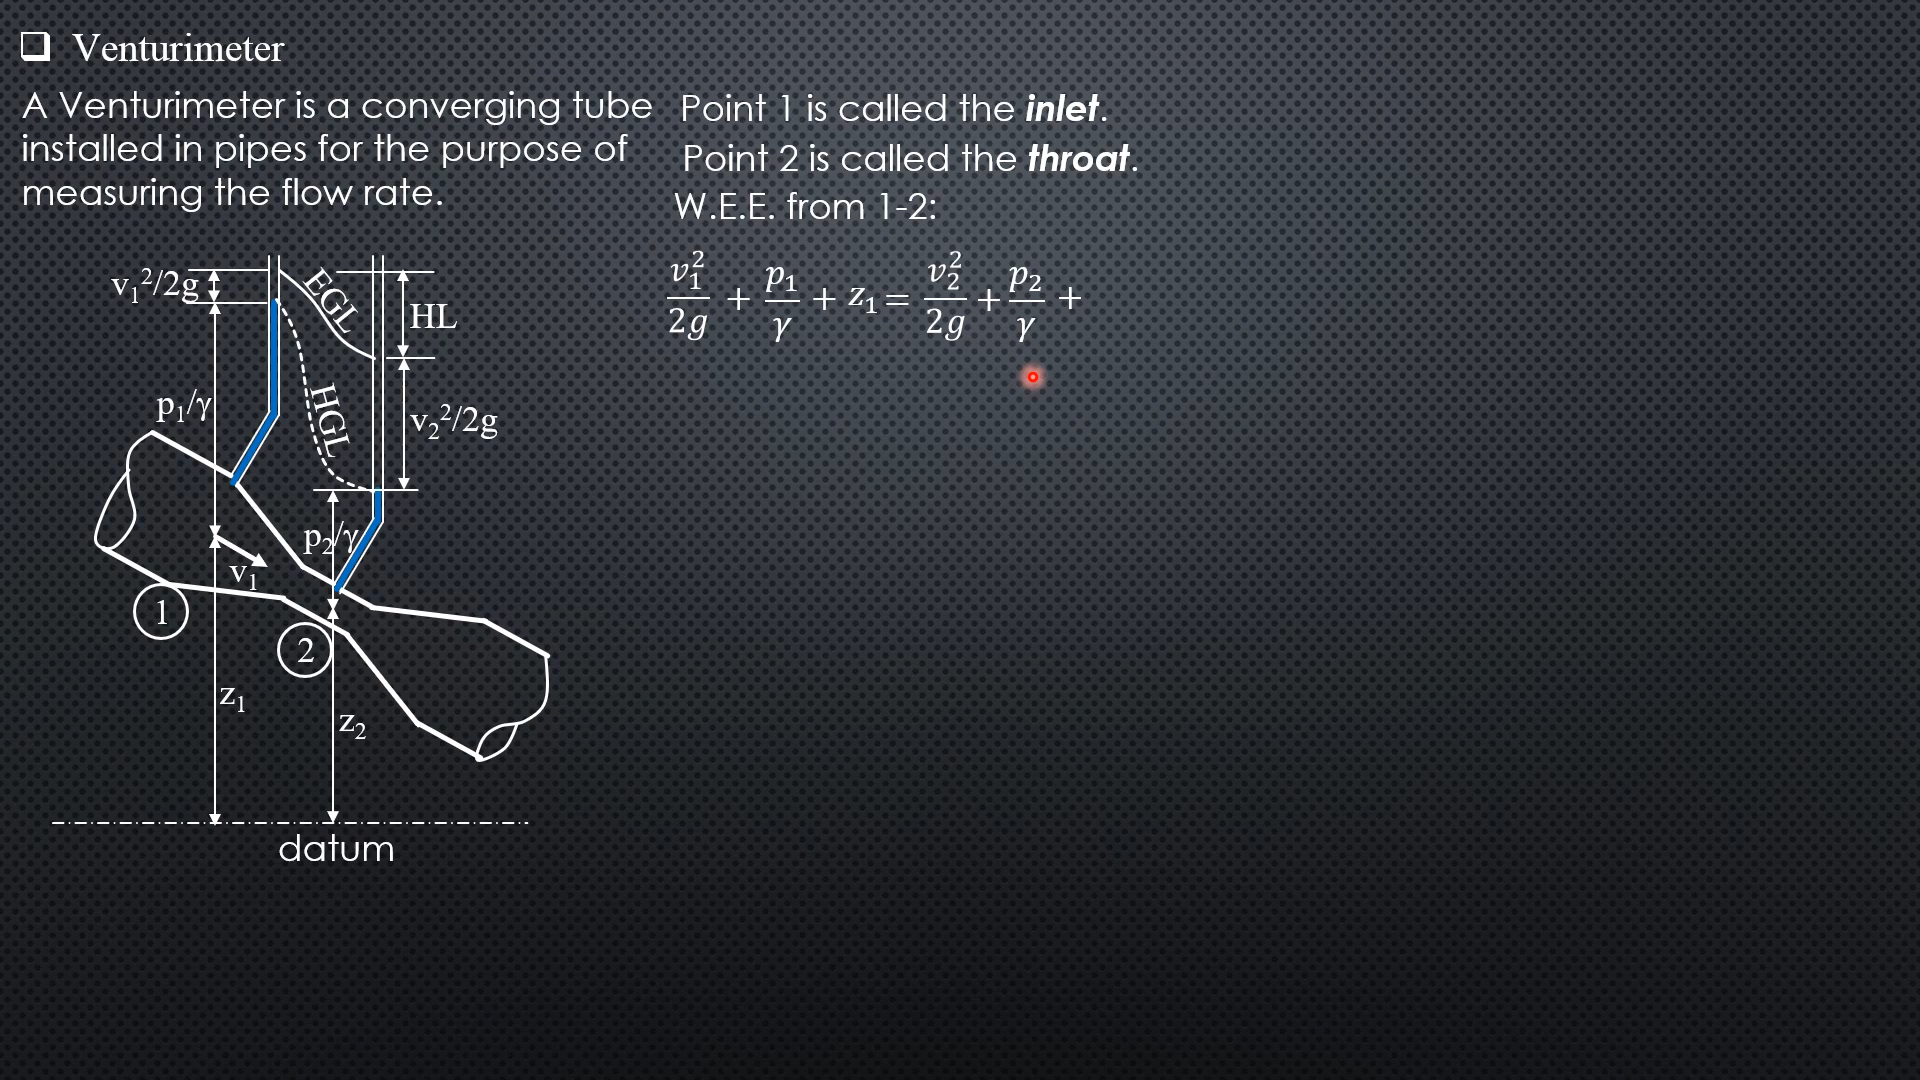 ❑ Venturimeter
A Venturimeter is a converging tube
installed in pipes for the purpose of
measuring the flow rate.
Point 1 is called the inlet.
Point 2 is called the throat.
W.E.E. from 1-2:
v₁²/2g + p₁/γ + z₁ = v₂²/2g + p₂/γ +
v₁²/2g
EGL
HL
p₁/γ
HGL
v₂²/2g
p₂/γ
v₁
1
2
z₁
z₂
datum